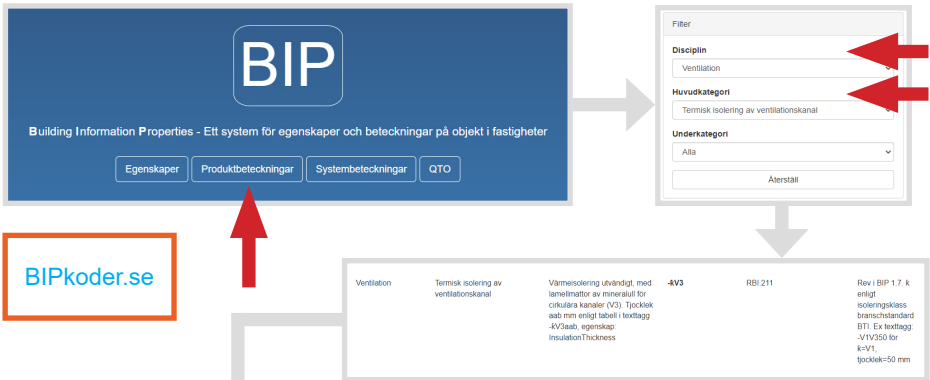 BIP
Building Information Properties - Ett system för egenskaper och beteckningar på objekt i fastigheter
Egenskaper
Produktbeteckningar
Systembeteckningar
QTO
Filter
Disciplin
Ventilation
Huvudkategori
Termisk isolering av ventilationskanal
Underkategori
Alla
Återställ
BIPkoder.se
Ventilation
Termisk isolering av
ventilationskanal
Värmeisolering utvändigt, med
lamellmattor av mineralull för
cirkulära kanaler (V3). Tjocklek
aab mm enligt tabell i texttagg
-kV3aab, egenskap:
InsulationThickness
-kV3
RBI.211
Rev i BIP 1.7. k
enligt
isoleringsklass
branschstandard
BTI. Ex texttagg:
-V1V350 för
k=V1,
tjocklek=50 mm